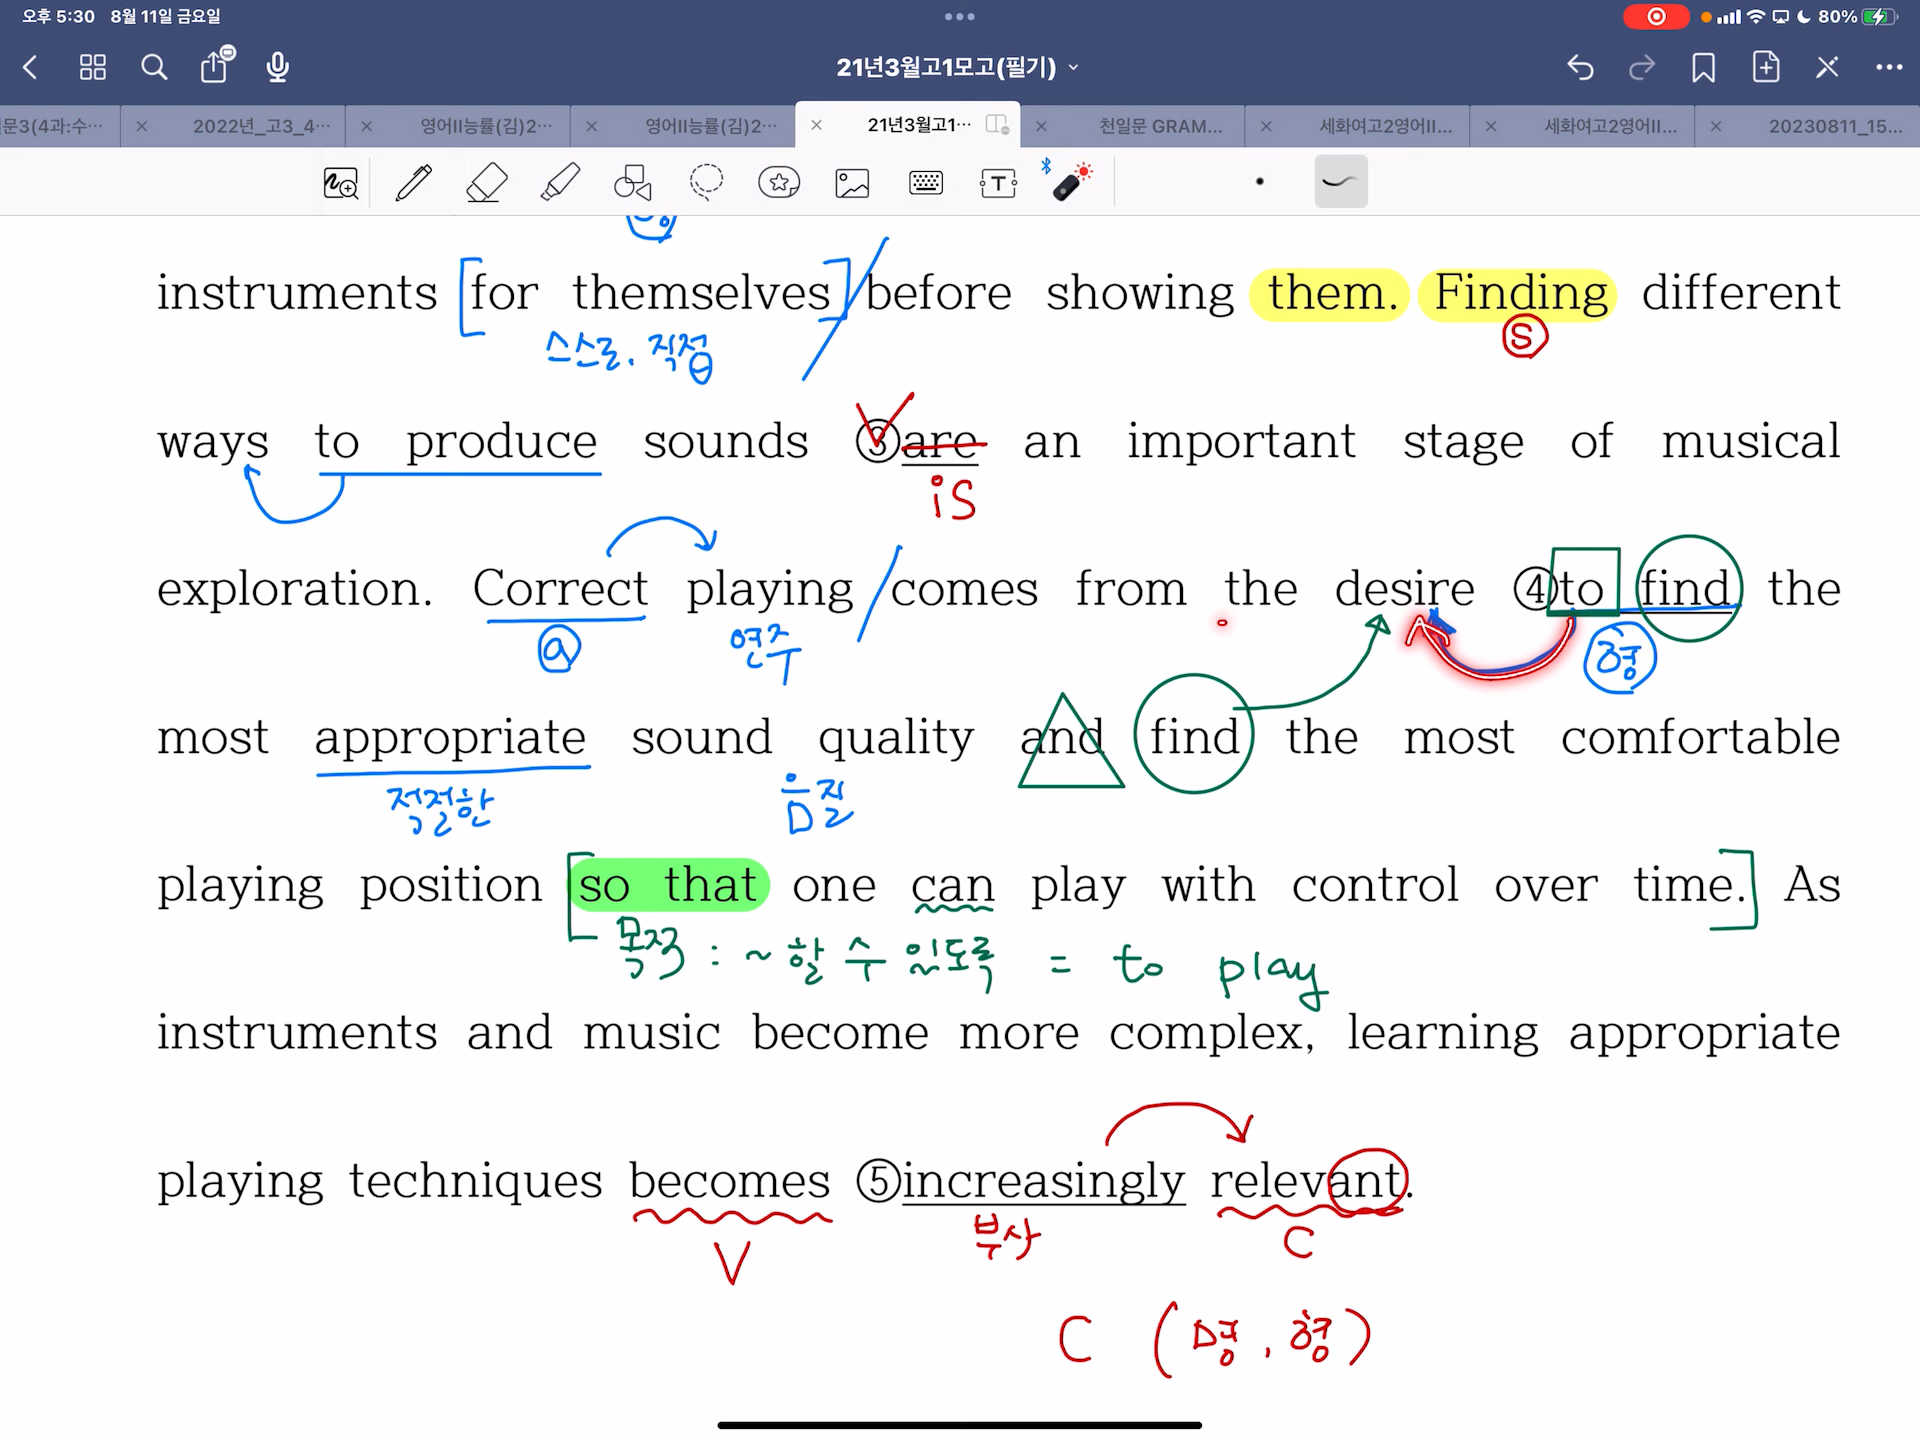 오후 5:30 8월 11일 금요일
80%
21년3월고1모고(필기)
문3(4과:수…
2022년_고3_4…
영어II능률(김)2…
영어II능률(김)2…
21년3월고1…
천일문 GRAM...
세화여고2영어II...
세화여고2영어II...
20230811_15...
instruments [for themselves] before showing them. Finding different
스스로. 직접
S
ways to produce sounds ③are an important stage of musical
is
exploration. Correct playing comes from the desire ④to find the
a
연주
형
most appropriate sound quality and find the most comfortable
적절한
음질
playing position [so that one can play with control over time.] As
목적 : ~할 수 있도록 = to play
instruments and music become more complex, learning appropriate
playing techniques becomes ⑤increasingly relevant.
V
부사
C
C (명, 형)